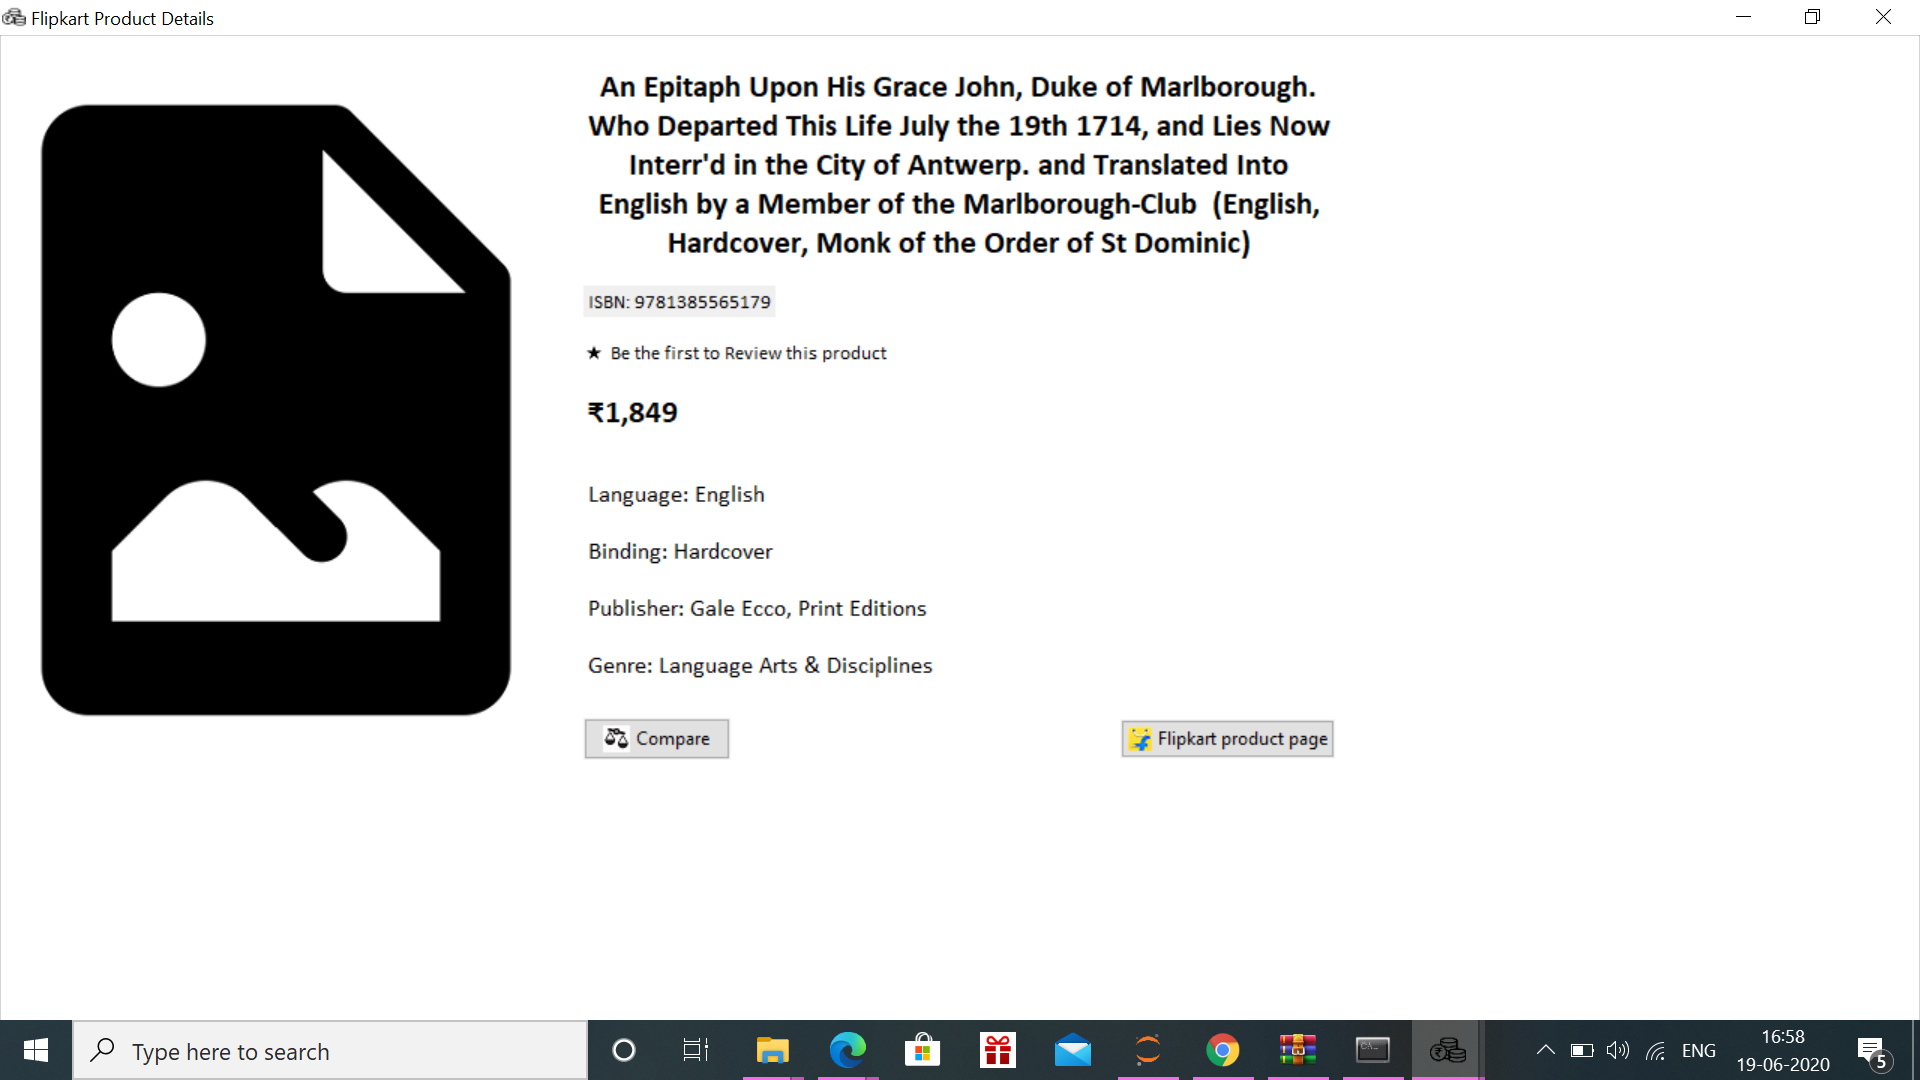 Flipkart Product Details
An Epitaph Upon His Grace John, Duke of Marlborough.
Who Departed This Life July the 19th 1714, and Lies Now
Interr'd in the City of Antwerp. and Translated Into
English by a Member of the Marlborough-Club  (English,
Hardcover, Monk of the Order of St Dominic)
ISBN: 9781385565179
★ Be the first to Review this product
₹1,849
Language: English
Binding: Hardcover
Publisher: Gale Ecco, Print Editions
Genre: Language Arts & Disciplines
Compare
Flipkart product page
Type here to search
ENG
16:58
19-06-2020
5